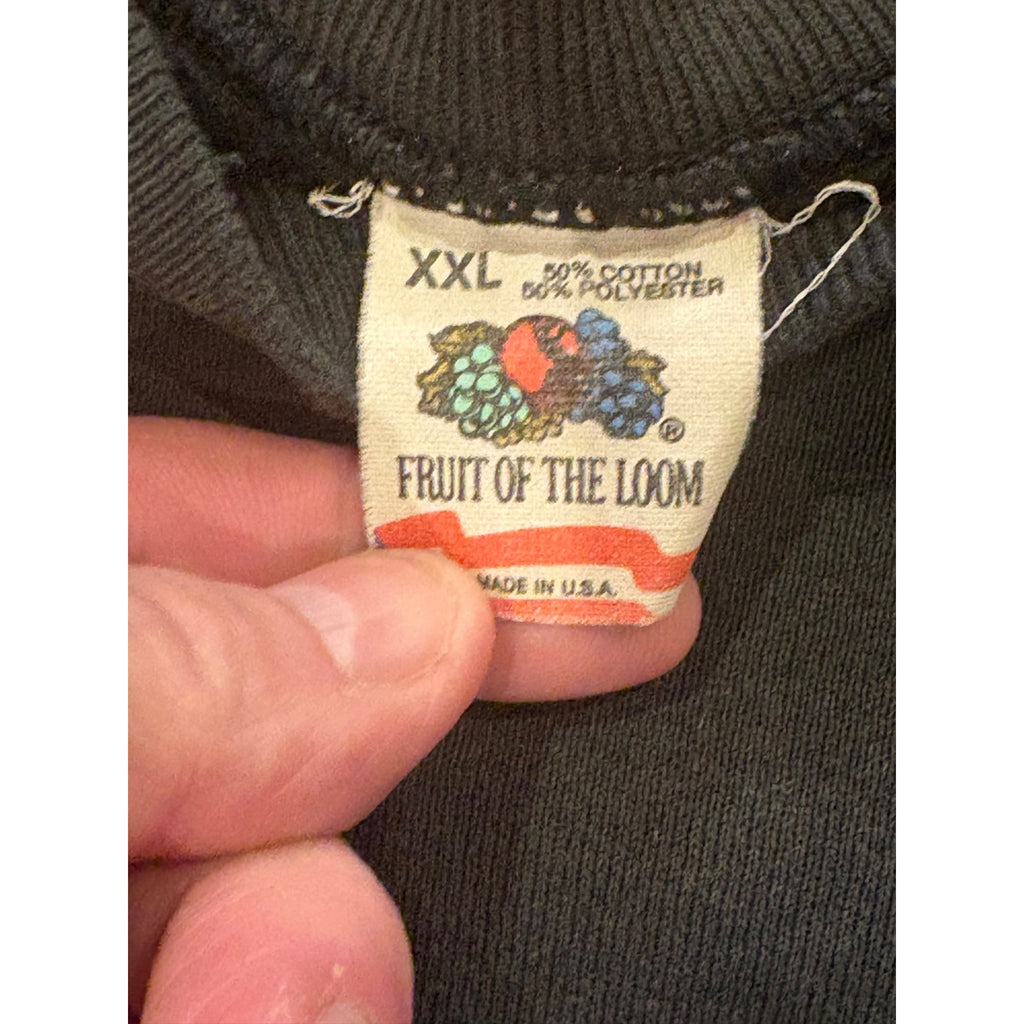 XXL
50% COTTON
50% POLYESTER
®
FRUIT OF THE LOOM
MADE IN U.S.A.